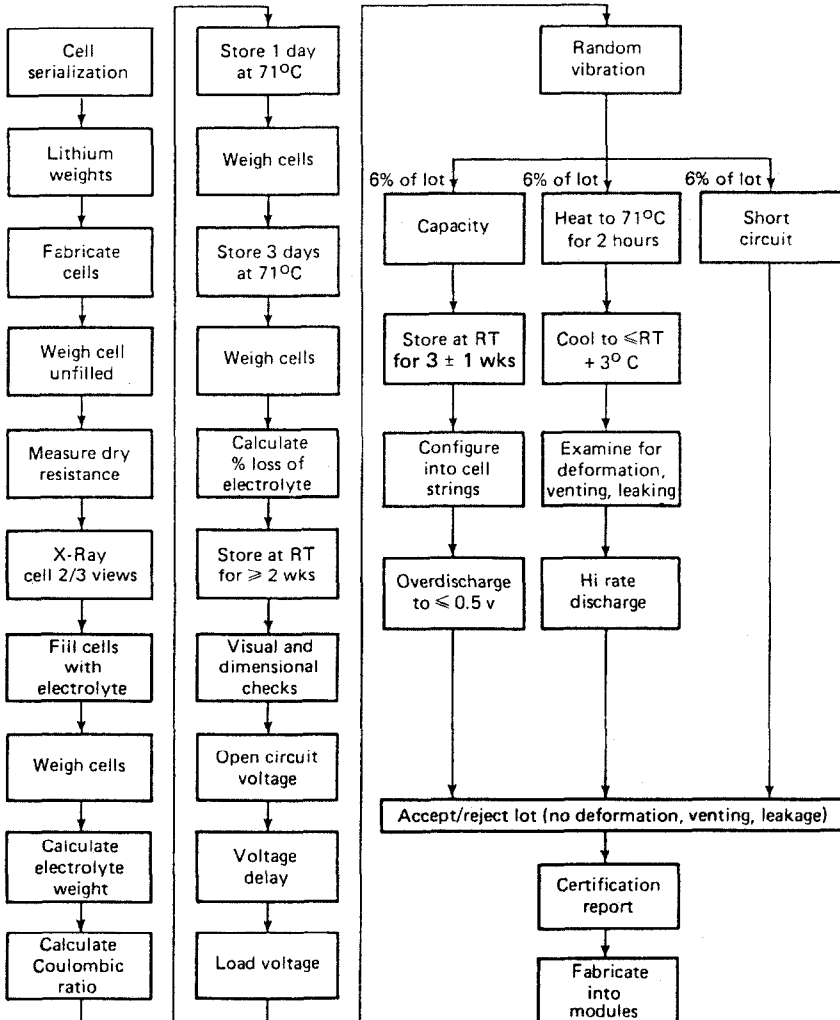 Cell
serialization
Lithium
weights
Fabricate
cells
Weigh cell
unfilled
Measure dry
resistance
X-Ray
cell 2/3 views
Fill cells
with
electrolyte
Weigh cells
Calculate
electrolyte
weight
Calculate
Coulombic
ratio
Store 1 day
at 71°C
Weigh cells
Store 3 days
at 71°C
Weigh cells
Calculate
% loss of
electrolyte
Store at RT
for ⩾ 2 wks
Visual and
dimensional
checks
Open circuit
voltage
Voltage
delay
Load voltage
Random
vibration
6% of lot
Capacity
Store at RT
for 3 ± 1 wks
Configure
into cell
strings
Overdischarge
to ⩽ 0.5 v
6% of lot
Heat to 71°C
for 2 hours
Cool to ⩽RT
+ 3° C
Examine for
deformation,
venting, leaking
Hi rate
discharge
6% of lot
Short
circuit
Accept/reject lot (no deformation, venting, leakage)
Certification
report
Fabricate
into
modules